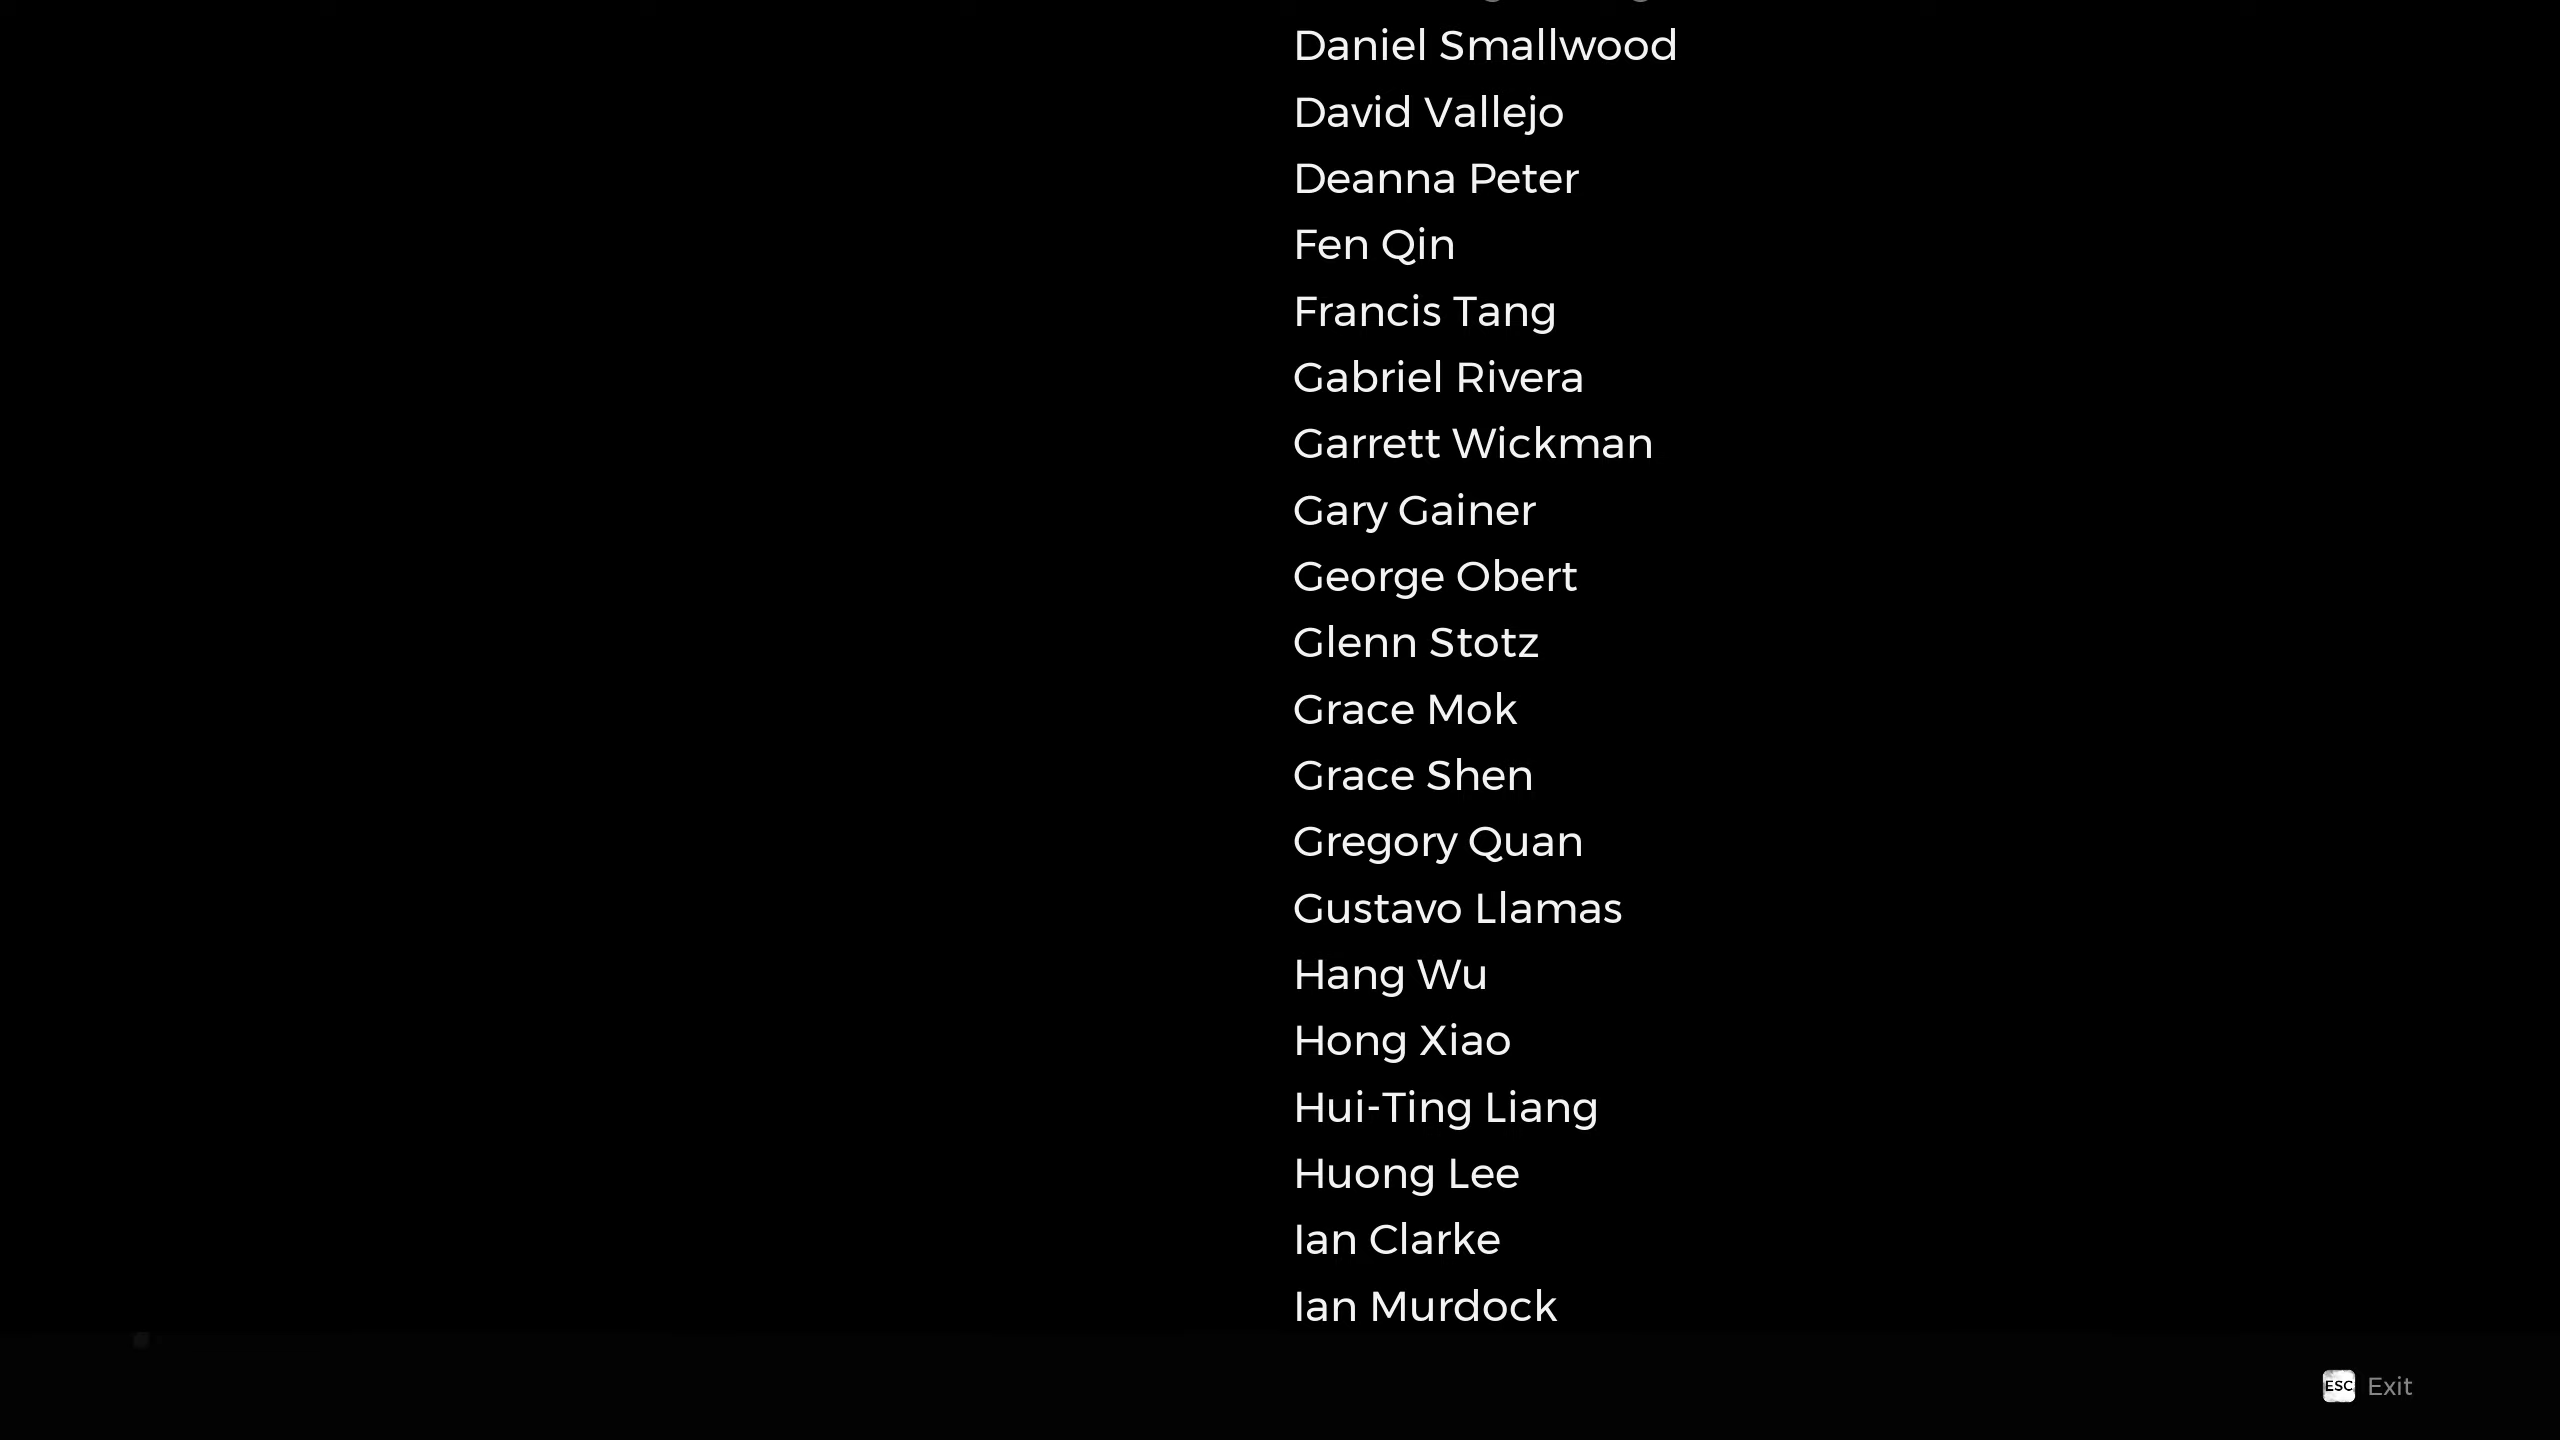 Daniel Smallwood
David Vallejo
Deanna Peter
Fen Qin
Francis Tang
Gabriel Rivera
Garrett Wickman
Gary Gainer
George Obert
Glenn Stotz
Grace Mok
Grace Shen
Gregory Quan
Gustavo Llamas
Hang Wu
Hong Xiao
Hui-Ting Liang
Huong Lee
Ian Clarke
Ian Murdock
ESC Exit